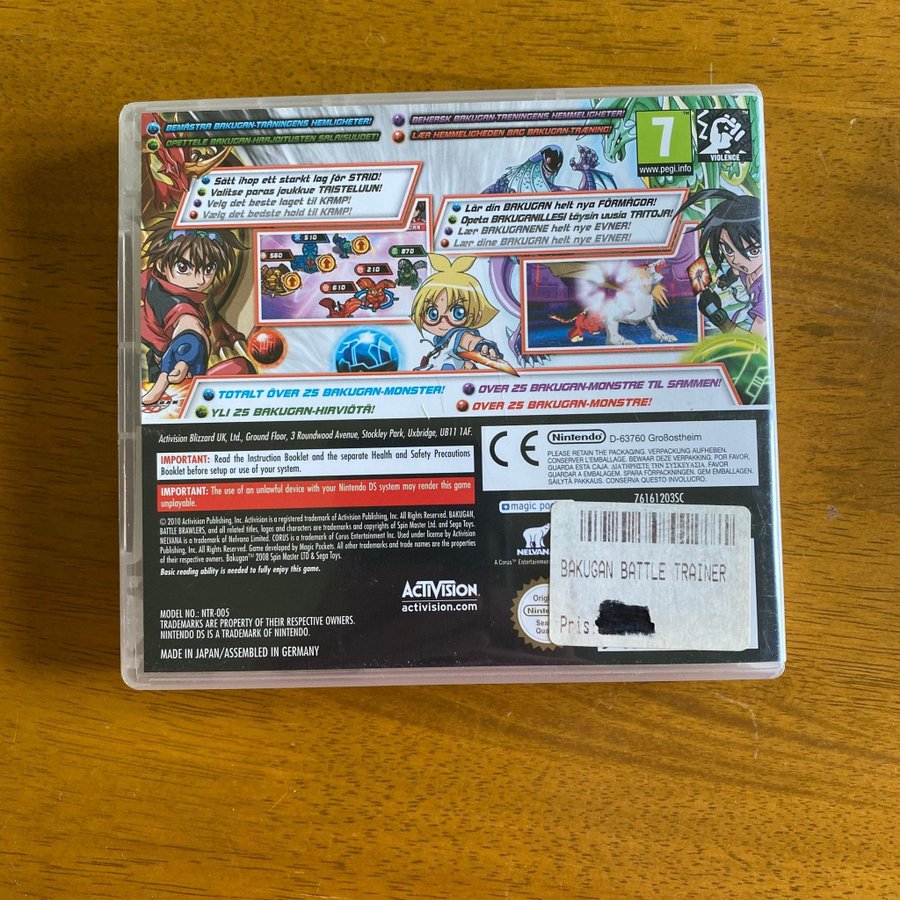 BEMÄSTRA BAKUGAN-TRÄNINGENS HEMLIGHETER!
OPETTELE BAKUGAN-HARJOITUSTEN SALAISUUDET!
BEHERSK BAKUGAN-TRENINGENS HEMMELIGHETER!
LÆR HEMMELIGHEDEN BAG BAKUGAN-TRÆNING!
7
www.pegi.info
VIOLENCE
Sätt ihop ett starkt lag för STRID!
Valitse paras joukkue TAISTELUUN!
Velg det beste laget til KAMP!
Vælg det bedste hold til KAMP!
Lär din BAKUGAN helt nya FÖRMÅGOR!
Opeta BAKUGANILLESI täysin uusia TAITOJA!
Lær BAKUGANENE helt nye EVNER!
Lær dine BAKUGAN helt nye EVNER!
510
560
870
210
610
TOTALT ÖVER 25 BAKUGAN-MONSTER!
YLI 25 BAKUGAN-HIRVIÖTÄ!
OVER 25 BAKUGAN-MONSTRE TIL SAMMEN!
OVER 25 BAKUGAN-MONSTRE!
Activision Blizzard UK, Ltd., Ground Floor, 3 Roundwood Avenue, Stockley Park, Uxbridge, UB11 1AF.
IMPORTANT: Read the Instruction Booklet and the separate Health and Safety Precautions
Booklet before setup or use of your system.
IMPORTANT: The use of an unlawful device with your Nintendo DS system may render this game
unplayable.
© 2010 Activision Publishing, Inc. Activision is a registered trademark of Activision Publishing, Inc. All Rights Reserved. BAKUGAN,
BATTLE BRAWLERS, and all related titles, logos and characters are trademarks and copyrights of Spin Master Ltd. and Sega Toys.
NELVANA is a trademark of Nelvana Limited. CORUS is a trademark of Corus Entertainment Inc. Used under license by Activision
Publishing, Inc. All Rights Reserved. Game developed by Magic Pockets. All other trademarks and trade names are the properties
of their respective owners. Bakugan™ 2008 Spin Master LTD & Sega Toys.
Basic reading ability is needed to fully enjoy this game.
ACTIVISION
activision.com
MODEL NO.: NTR-005
TRADEMARKS ARE PROPERTY OF THEIR RESPECTIVE OWNERS.
NINTENDO DS IS A TRADEMARK OF NINTENDO.
MADE IN JAPAN/ASSEMBLED IN GERMANY
CE
Nintendo D-63760 Großostheim
PLEASE RETAIN THE PACKAGING. VERPACKUNG AUFHEBEN
CONSERVER L'EMBALLAGE. BEWAAR DEZE VERPAKKING. POR FAVOR,
GUARDA ESTA CAJA. ΔΙΑΤΗΡΗΣΤΕ ΤΗ ΣΥΣΚΕΥΑΣΙΑ. FAVOR
GUARDAR A EMBALAGEM. SPARA FÖRPACKNINGEN. GEM EMBALLAGEN.
SÄILYTÄ PAKKAUS. CONSERVA QUESTO INVOLUCRO.
76161203SC
magic po
NELVANA
A Corus™ Entertainment
Origi
Ninte
Sea
Qua
BAKUGAN BATTLE TRAINER
Pris: